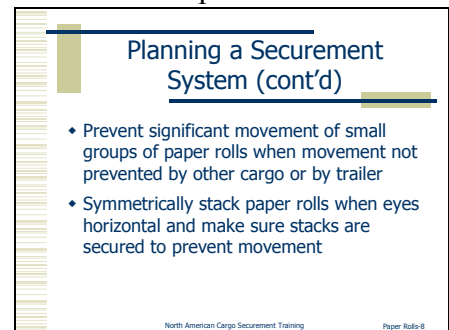 Planning a Securement
System (cont'd)
Prevent significant movement of small
groups of paper rolls when movement not
prevented by other cargo or by trailer
Symmetrically stack paper rolls when eyes
horizontal and make sure stacks are
secured to prevent movement
North American Cargo Securement Training
Paper Rolls-8